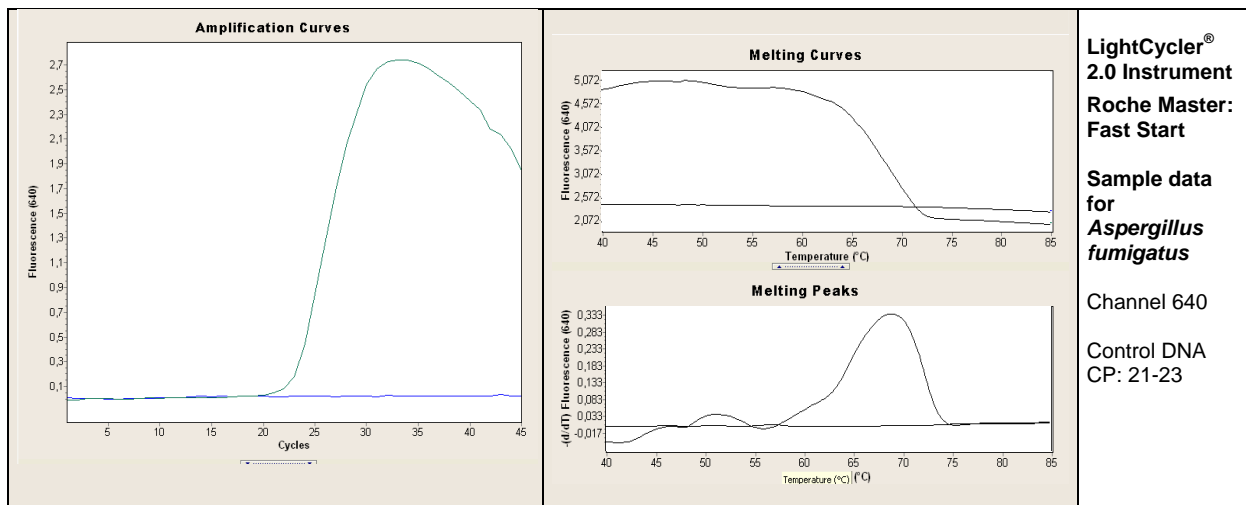 Amplification Curves
Fluorescence (640)
2,7
2,5
2,3
2,1
1,9
1,7
1,5
1,3
1,1
0,9
0,7
0,5
0,3
0,1
5 10 15 20 25 30 35 40 45
Cycles
Melting Curves
Fluorescence (640)
5,072
4,572
4,072
3,572
3,072
2,572
2,072
40 45 50 55 60 65 70 75 80 85
Temperature (°C)
Melting Peaks
-(d/dT) Fluorescence (640)
0,333
0,283
0,233
0,183
0,133
0,083
0,033
-0,017
40 45 50 55 60 65 70 75 80 85
Temperature (°C) (°C)
LightCycler®
2.0 Instrument
Roche Master:
Fast Start
Sample data
for
Aspergillus
fumigatus
Channel 640
Control DNA
CP: 21-23